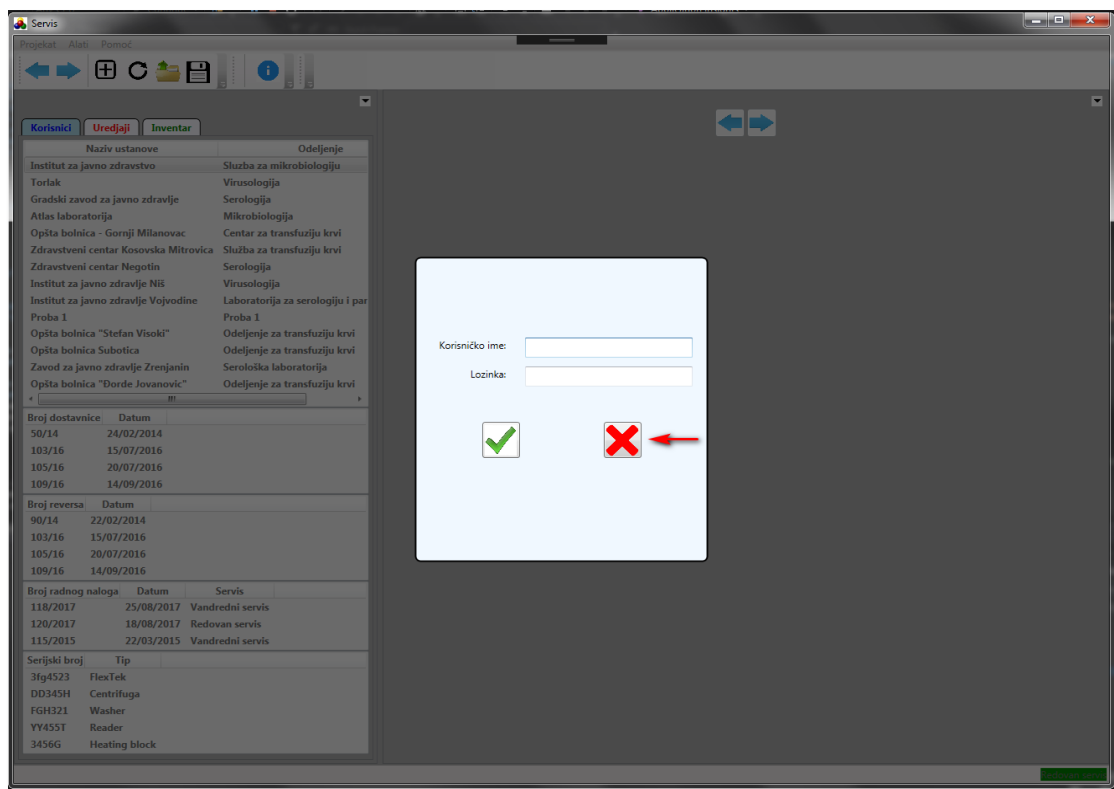 Servis
Projekat Alati Pomoć
Korisnici Uredjaji Inventar
Naziv ustanove Odeljenje
Institut za javno zdravstvo Sluzba za mikrobiologiju
Torlak Virusologija
Gradski zavod za javno zdravlje Serologija
Atlas laboratorija Mikrobiologija
Opšta bolnica - Gornji Milanovac Centar za transfuziju krvi
Zdravstveni centar Kosovska Mitrovica Služba za transfuziju krvi
Zdravstveni centar Negotin Serologija
Institut za javno zdravlje Niš Virusologija
Institut za javno zdravlje Vojvodine Laboratorija za serologiju i par
Proba 1 Proba 1
Opšta bolnica "Stefan Visoki" Odeljenje za transfuziju krvi
Opšta bolnica Subotica Odeljenje za transfuziju krvi
Zavod za javno zdravlje Zrenjanin Serološka laboratorija
Opšta bolnica "Đorđe Jovanovic" Odeljenje za transfuziju krvi
Broj dostavnice Datum
50/14 24/02/2014
103/16 15/07/2016
105/16 20/07/2016
109/16 14/09/2016
Broj reversa Datum
90/14 22/02/2014
103/16 15/07/2016
105/16 20/07/2016
109/16 14/09/2016
Broj radnog naloga Datum Servis
118/2017 25/08/2017 Vandredni servis
120/2017 18/08/2017 Redovan servis
115/2015 22/03/2015 Vandredni servis
Serijski broj Tip
3fg4523 FlexTek
DD345H Centrifuga
FGH321 Washer
YY455T Reader
3456G Heating block
Korisničko ime:
Lozinka: